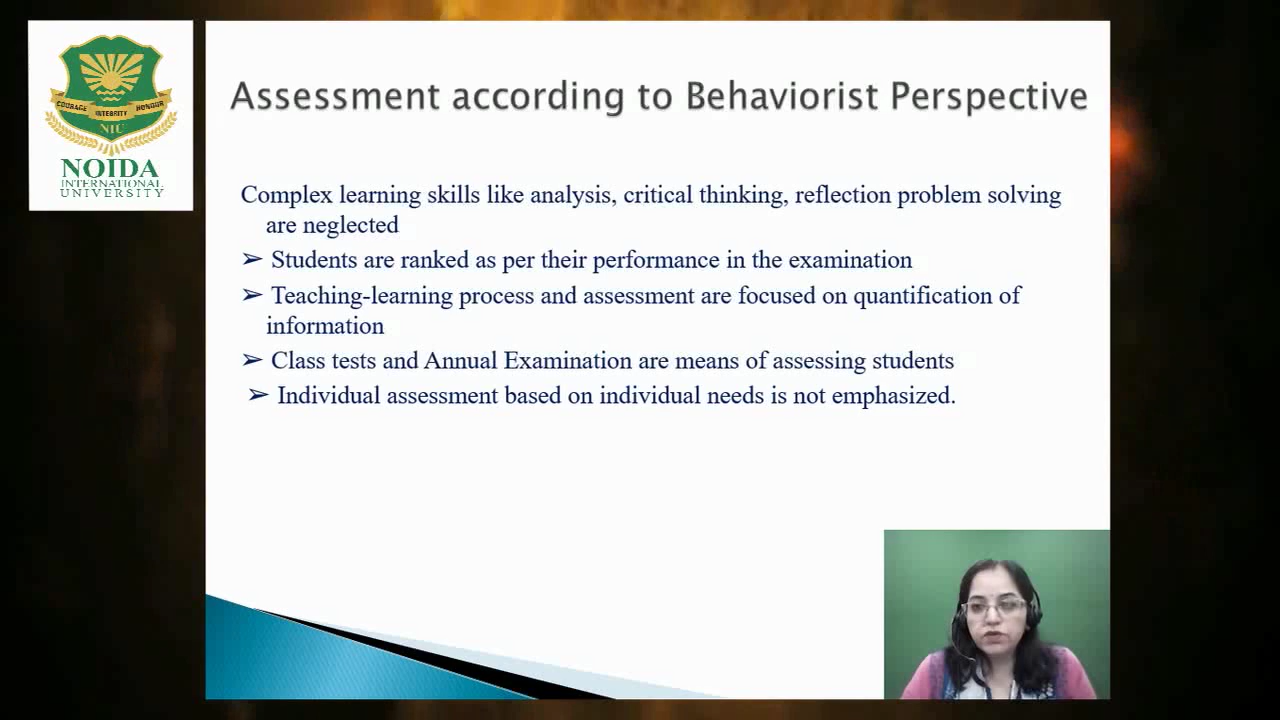 COURAGE
HONOUR
INTEGRITY
NIU
NOIDA
INTERNATIONAL
UNIVERSITY
Assessment according to Behaviorist Perspective
Complex learning skills like analysis, critical thinking, reflection problem solving
are neglected
➢ Students are ranked as per their performance in the examination
➢ Teaching-learning process and assessment are focused on quantification of
information
➢ Class tests and Annual Examination are means of assessing students
➢ Individual assessment based on individual needs is not emphasized.